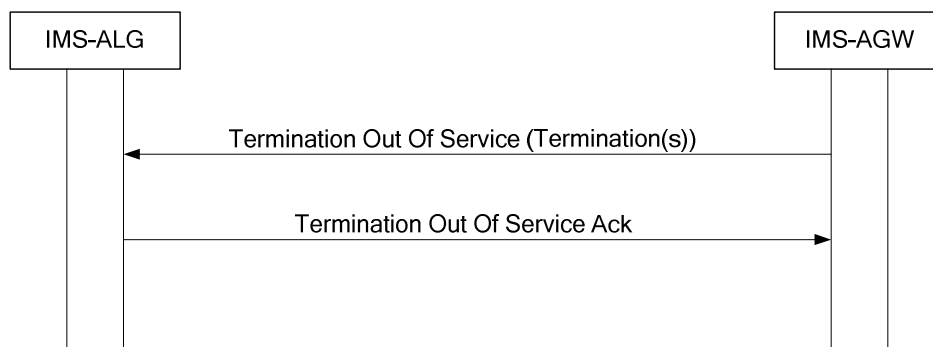 IMS-ALG
IMS-AGW
Termination Out Of Service (Termination(s))
Termination Out Of Service Ack